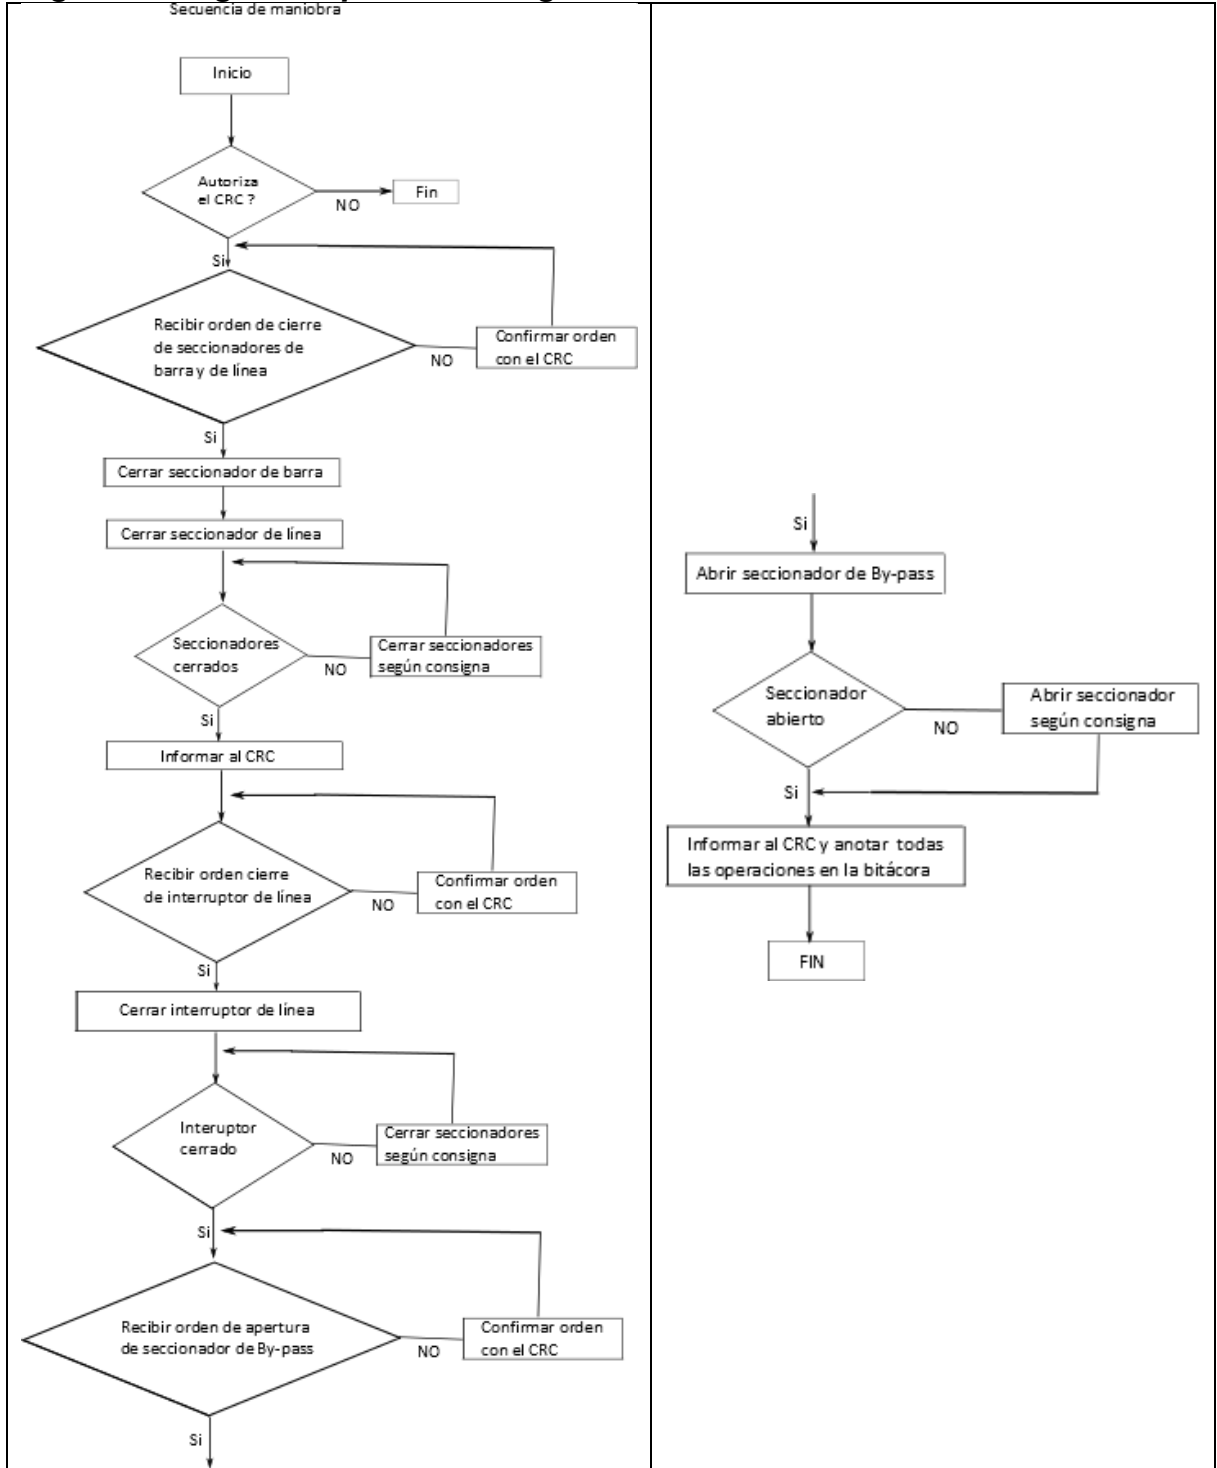 Secuencia de maniobra
Inicio
Autoriza
el CRC ?
NO
Fin
Si
Recibir orden de cierre
de seccionadores de
barra y de línea
NO
Confirmar orden
con el CRC
Si
Cerrar seccionador de barra
Cerrar seccionador de línea
Seccionadores
cerrados
NO
Cerrar seccionadores
según consigna
Si
Informar al CRC
Recibir orden cierre
de interruptor de línea
NO
Confirmar orden
con el CRC
Si
Cerrar interruptor de línea
Interuptor
cerrado
NO
Cerrar seccionadores
según consigna
Si
Recibir orden de apertura
de seccionador de By-pass
NO
Confirmar orden
con el CRC
Si
Si
Abrir seccionador de By-pass
Seccionador
abierto
NO
Abrir seccionador
según consigna
Si
Informar al CRC y anotar todas
las operaciones en la bitácora
FIN